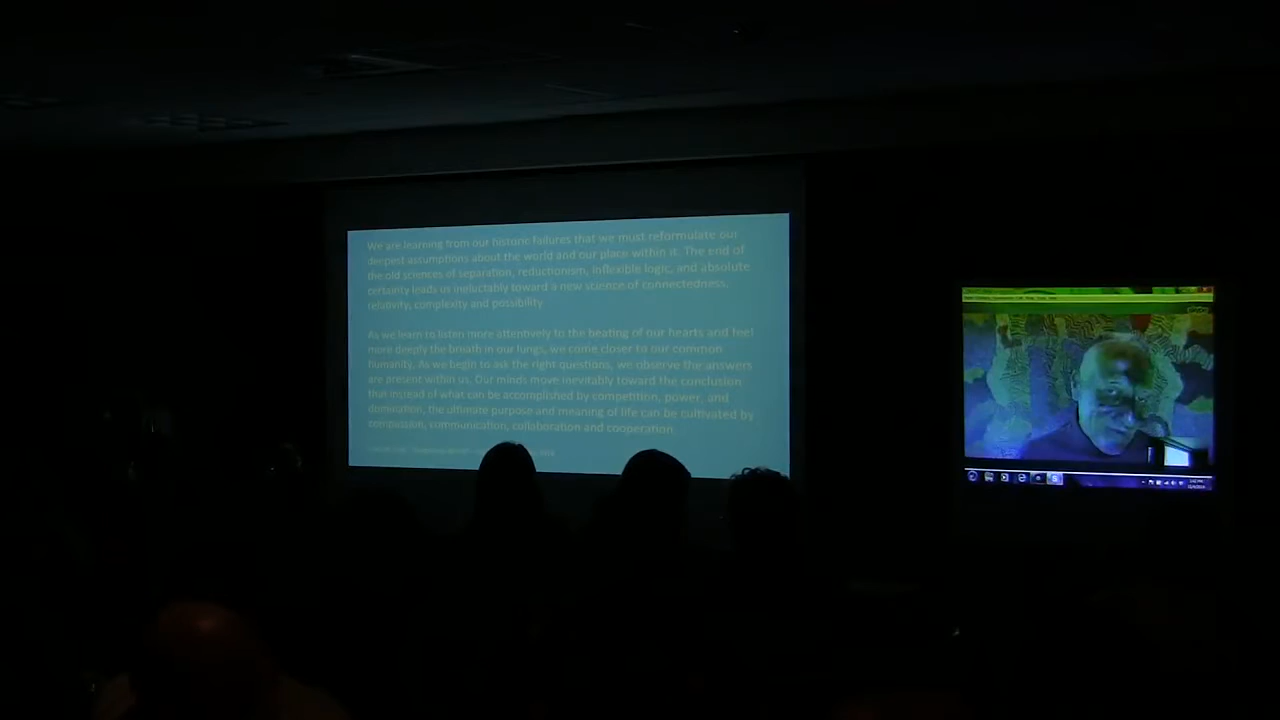 We are learning from our historic failures that we must reformulate our
deepest assumptions about the world and our place within it. The end of
the old sciences of separation, reductionism, inflexible logic, and absolute
certainty leads us ineluctably toward a new science of connectedness,
relativity, complexity and possibility
As we learn to listen more attentively to the beating of our hearts and feel
more deeply the breath in our lungs, we come closer to our common
humanity. As we begin to ask the right questions, we observe the answers
are present within us. Our minds move inevitably toward the conclusion
that instead of what can be accomplished by competition, power, and
domination, the ultimate purpose and meaning of life can be cultivated by
compassion, communication, collaboration and cooperation.